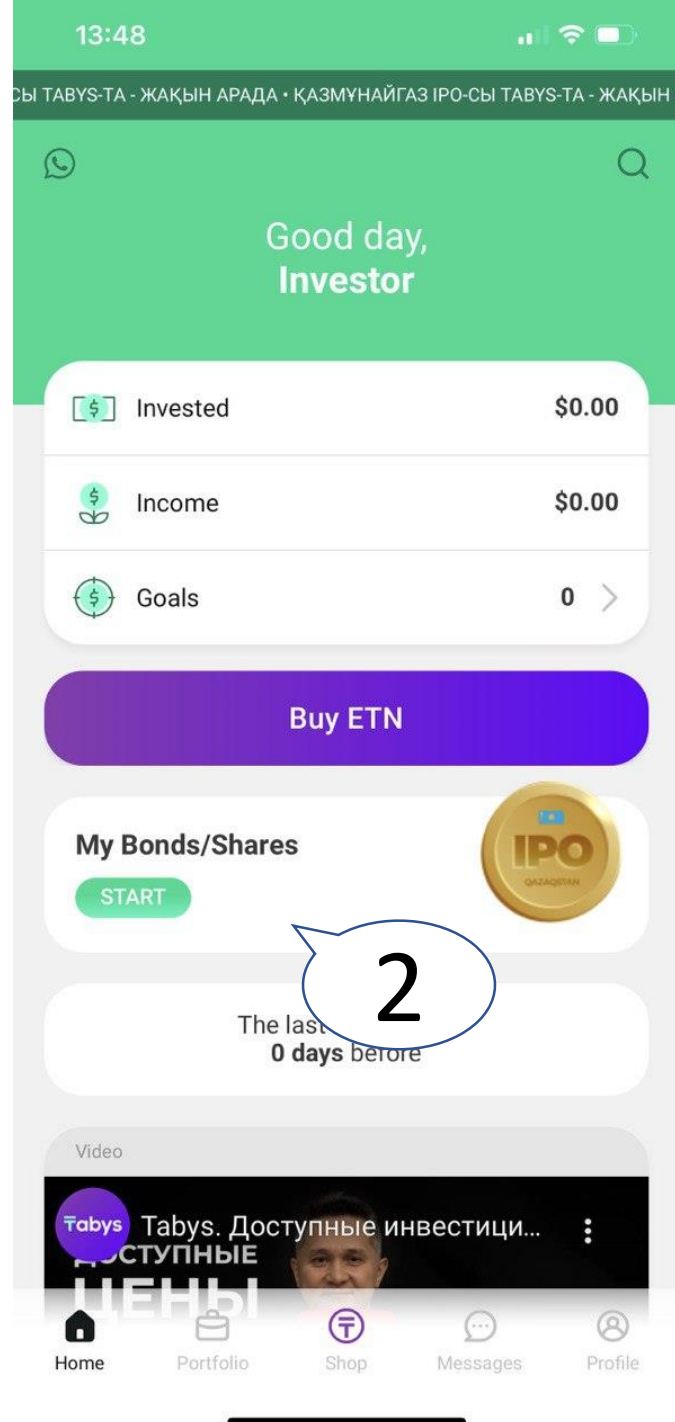 13:48
СЫ TABYS-ТА - ЖАҚЫН АРАДА • ҚАЗМҰНАЙГАЗ IPO-СЫ TABYS-ТА - ЖАҚЫН
Good day,
Investor
Invested $0.00
Income $0.00
Goals 0
Buy ETN
My Bonds/Shares
IPO
QAZAQSTAN
START
2
The last
0 days before
Video
Tabys
Tabys. Доступные инвестици...
ДОСТУПНЫЕ
ЦЕНЫ
Home Portfolio Shop Messages Profile